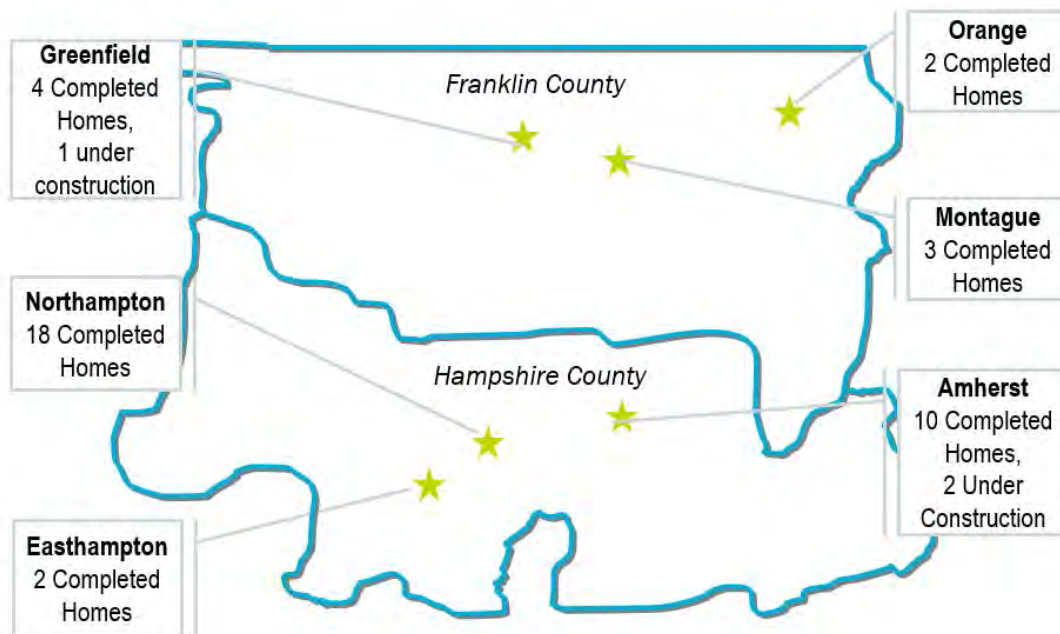 Greenfield
4 Completed
Homes,
1 under
construction
Franklin County
Orange
2 Completed
Homes
Montague
3 Completed
Homes
Northampton
18 Completed
Homes
Hampshire County
Amherst
10 Completed
Homes,
2 Under
Construction
Easthampton
2 Completed
Homes